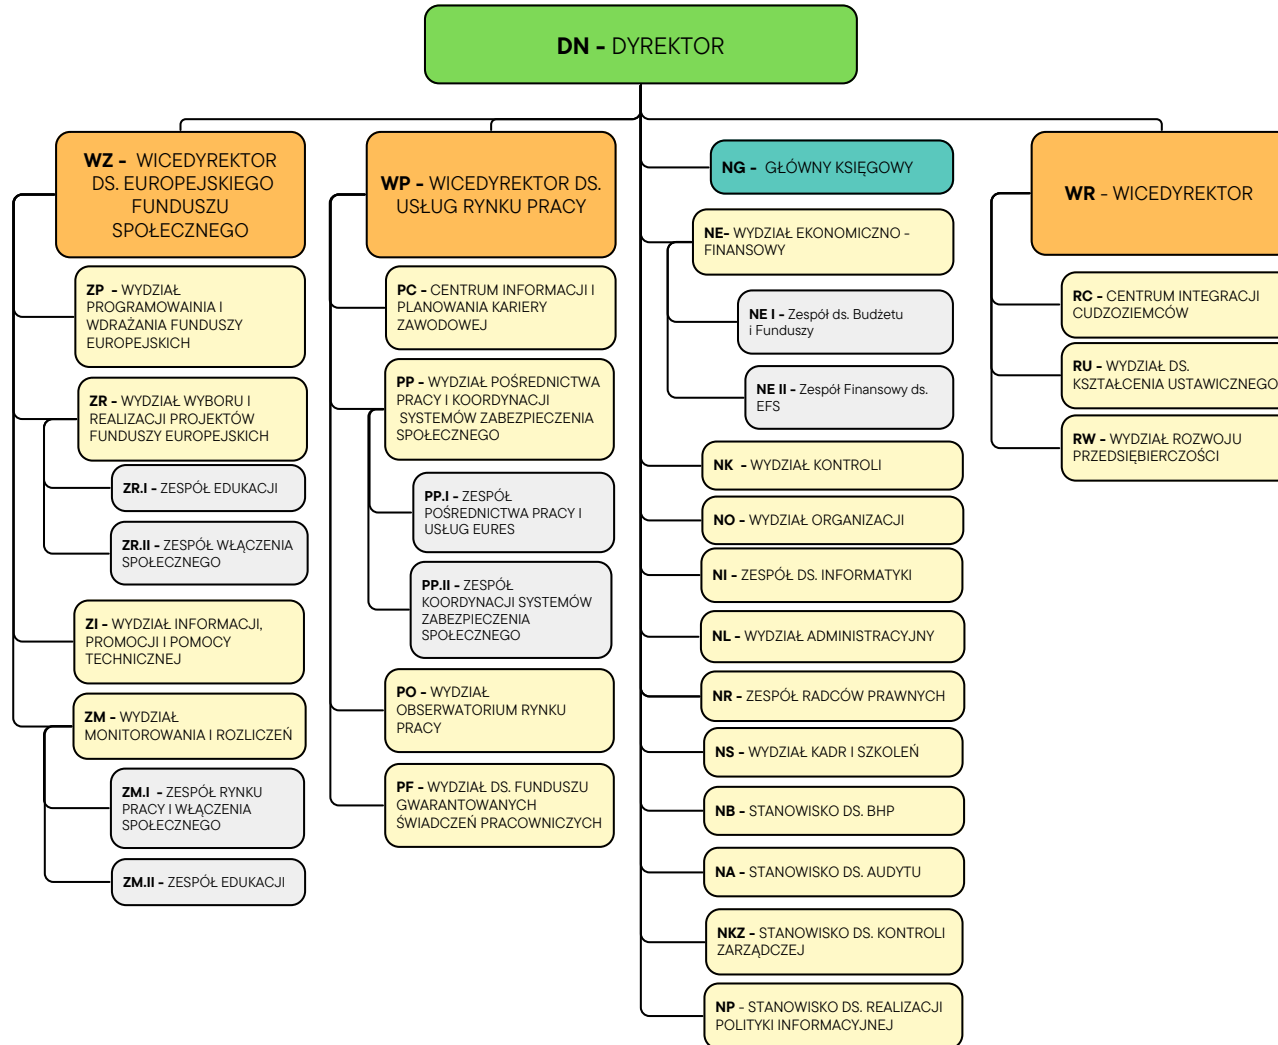 DN - DYREKTOR
WZ - WICEDYREKTOR
DS. EUROPEJSKIEGO
FUNDUSZU
SPOŁECZNEGO
ZP - WYDZIAŁ
PROGRAMOWAINIA I
WDRAŻANIA FUNDUSZY
EUROPEJSKICH
ZR - WYDZIAŁ WYBORU I
REALIZACJI PROJEKTÓW
FUNDUSZY EUROPEJSKICH
ZR.I - ZESPÓŁ EDUKACJI
ZR.II - ZESPÓŁ WŁĄCZENIA
SPOŁECZNEGO
ZI - WYDZIAŁ INFORMACJI,
PROMOCJI I POMOCY
TECHNICZNEJ
ZM - WYDZIAŁ
MONITOROWANIA I ROZLICZEŃ
ZM.I - ZESPÓŁ RYNKU
PRACY I WŁĄCZENIA
SPOŁECZNEGO
ZM.II - ZESPÓŁ EDUKACJI
WP - WICEDYREKTOR DS.
USŁUG RYNKU PRACY
PC - CENTRUM INFORMACJI I
PLANOWANIA KARIERY
ZAWODOWEJ
PP - WYDZIAŁ POŚREDNICTWA
PRACY I KOORDYNACJI
SYSTEMÓW ZABEZPIECZENIA
SPOŁECZNEGO
PP.I - ZESPÓŁ
POŚREDNICTWA PRACY I
USŁUG EURES
PP.II - ZESPÓŁ
KOORDYNACJI SYSTEMÓW
ZABEZPIECZENIA
SPOŁECZNEGO
PO - WYDZIAŁ
OBSERWATORIUM RYNKU
PRACY
PF - WYDZIAŁ DS. FUNDUSZU
GWARANTOWANYCH
ŚWIADCZEŃ PRACOWNICZYCH
NG - GŁÓWNY KSIĘGOWY
NE- WYDZIAŁ EKONOMICZNO -
FINANSOWY
NE I - Zespół ds. Budżetu
i Funduszy
NE II - Zespół Finansowy ds.
EFS
NK - WYDZIAŁ KONTROLI
NO - WYDZIAŁ ORGANIZACJI
NI - ZESPÓŁ DS. INFORMATYKI
NL - WYDZIAŁ ADMINISTRACYJNY
NR - ZESPÓŁ RADCÓW PRAWNYCH
NS - WYDZIAŁ KADR I SZKOLEŃ
NB - STANOWISKO DS. BHP
NA - STANOWISKO DS. AUDYTU
NKZ - STANOWISKO DS. KONTROLI
ZARZĄDCZEJ
NP - STANOWISKO DS. REALIZACJI
POLITYKI INFORMACYJNEJ
WR - WICEDYREKTOR
RC - CENTRUM INTEGRACJI
CUDZOZIEMCÓW
RU - WYDZIAŁ DS.
KSZTAŁCENIA USTAWICZNEGO
RW - WYDZIAŁ ROZWOJU
PRZEDSIĘBIERCZOŚCI